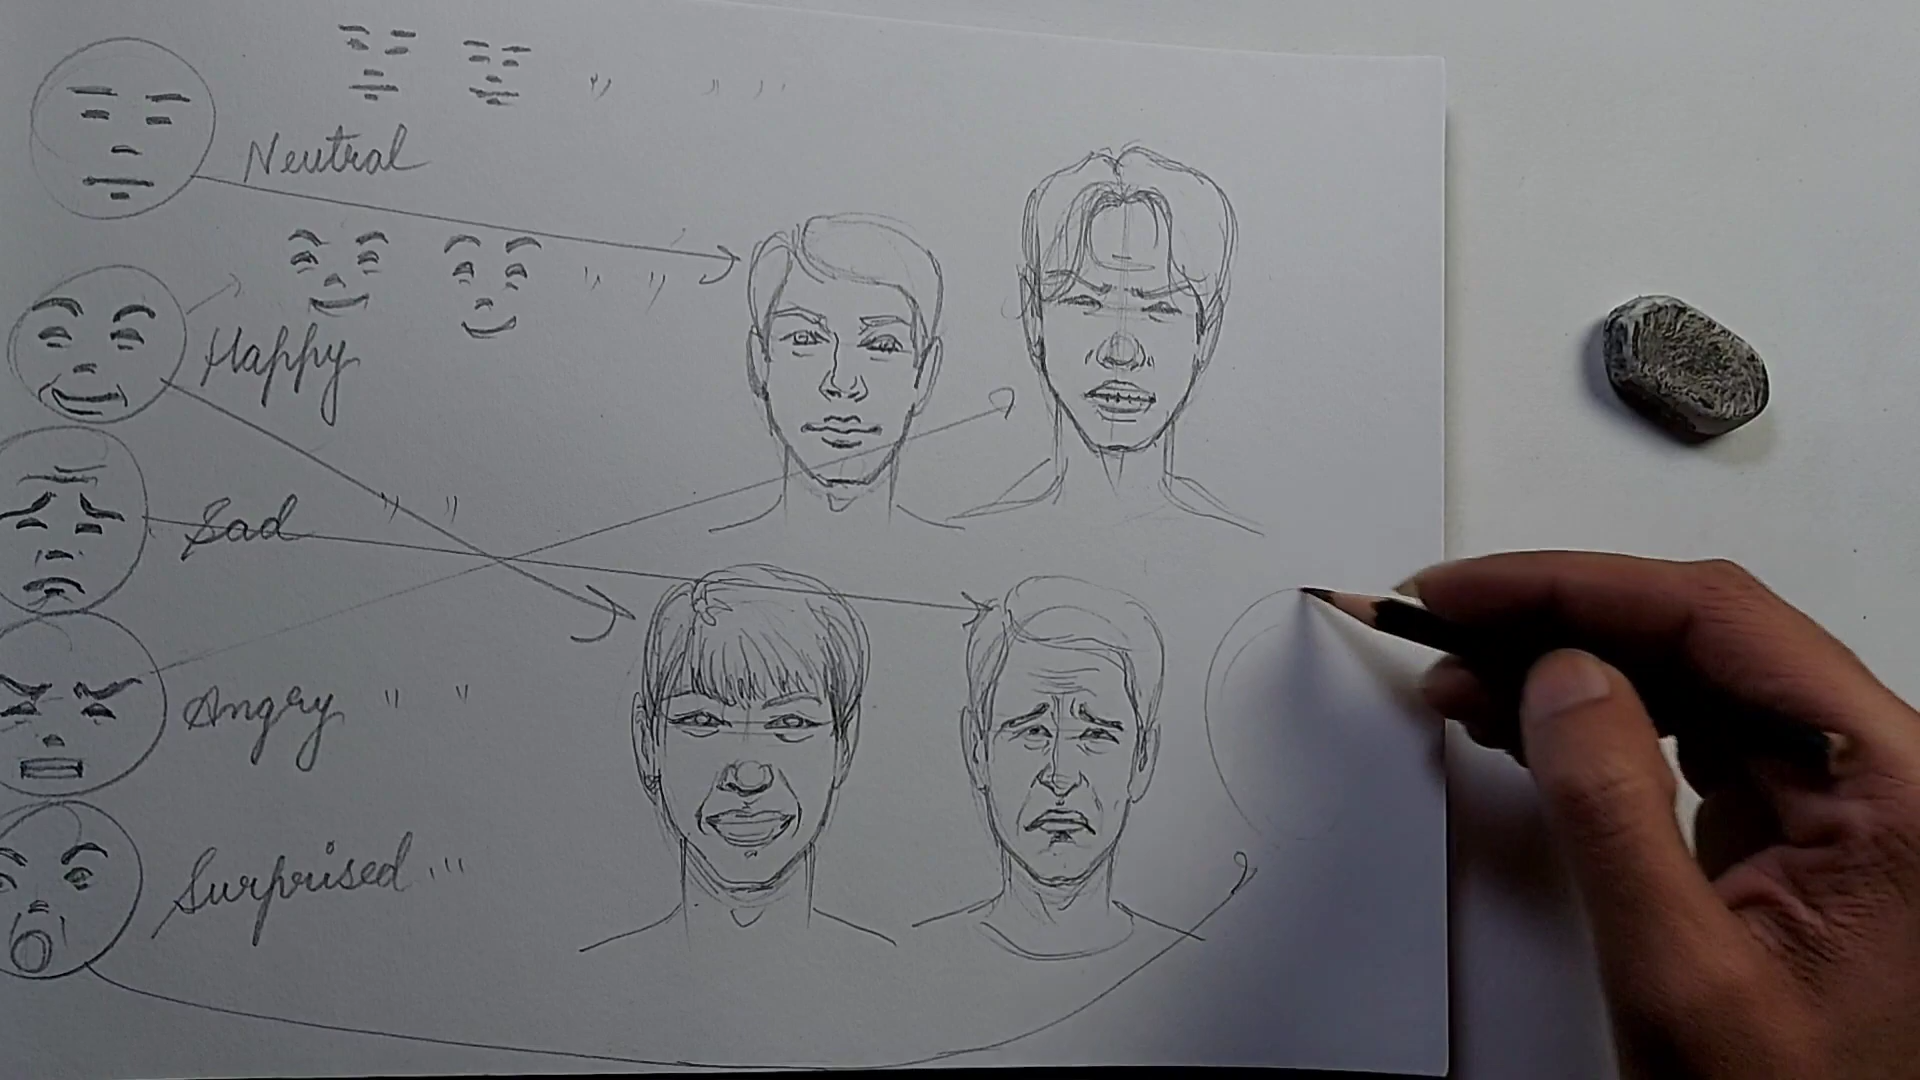 Neutral
Happy
Sad " "
Angry " "
Surprised "'